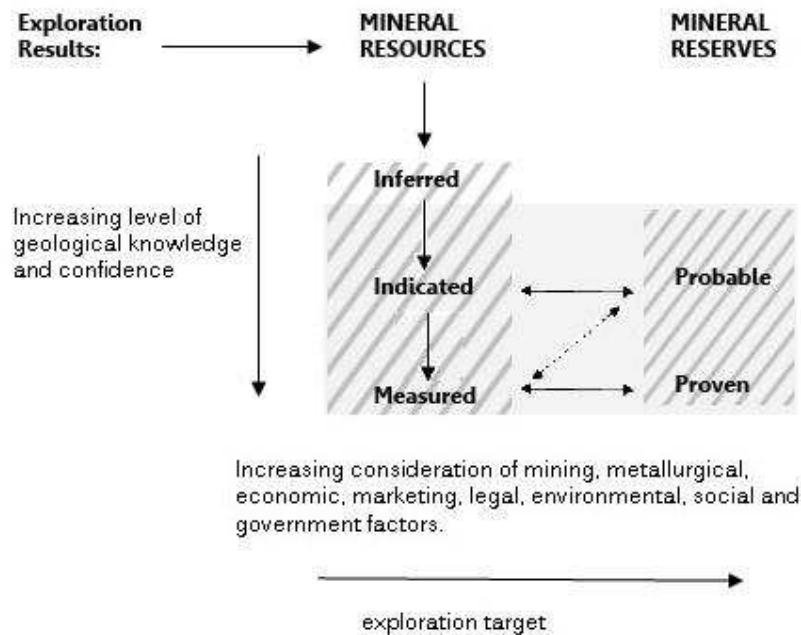 Exploration
Results:
MINERAL
RESOURCES
MINERAL
RESERVES
Inferred
Increasing level of
geological knowledge
and confidence
Indicated
Probable
Measured
Proven
Increasing consideration of mining, metallurgical,
economic, marketing, legal, environmental, social and
government factors.
exploration target